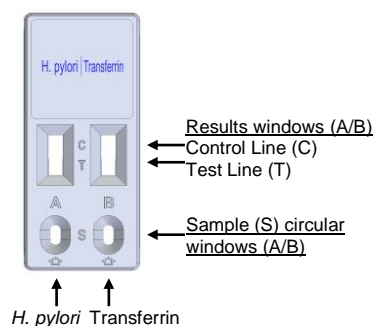 H. pylori Transferrin
Results windows (A/B)
C
Control Line (C)
T
Test Line (T)
A B
S
Sample (S) circular
windows (A/B)
H. pylori Transferrin